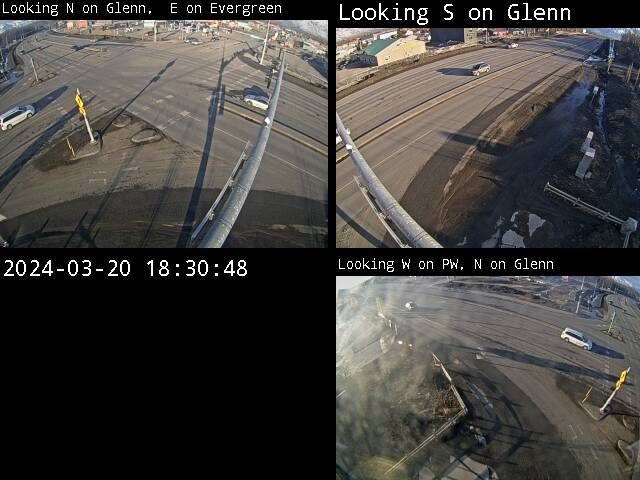 Looking N on Glenn,  E on Evergreen
Looking S on Glenn
2024-03-20 18:30:48
Looking W on PW, N on Glenn